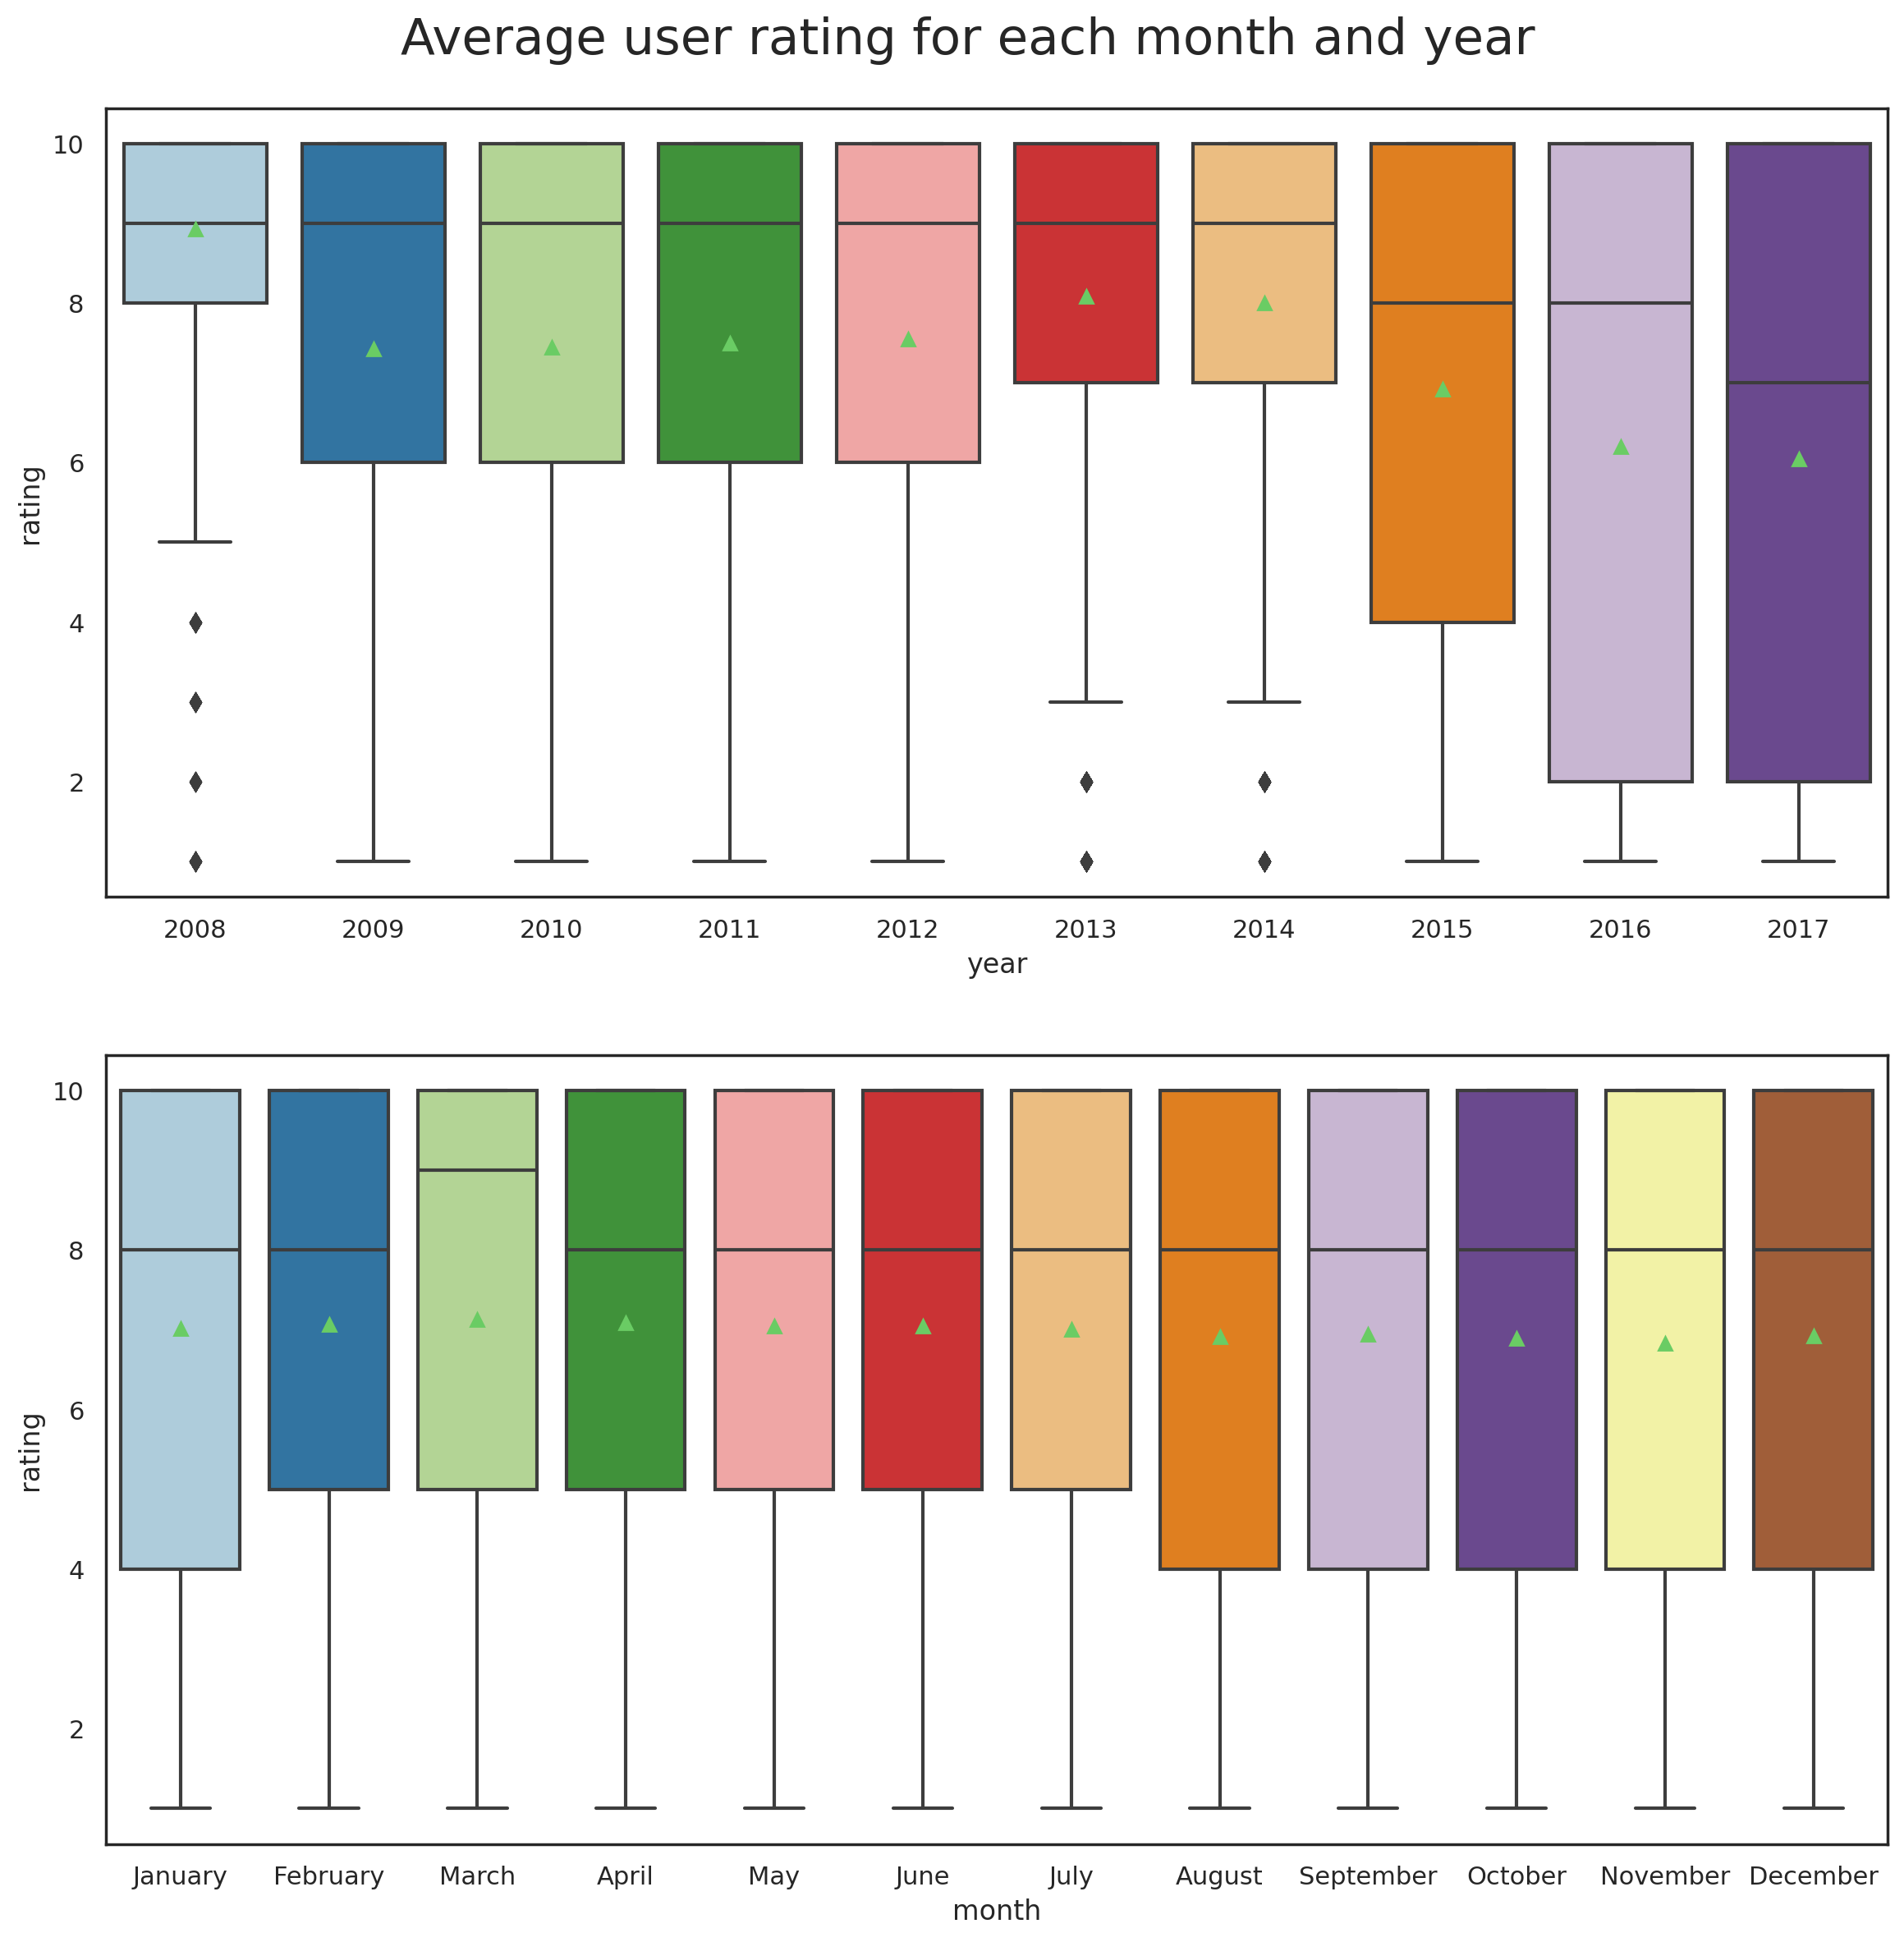 Average user rating for each month and year
10
8
6
4
2
rating
2008 2009 2010 2011 2012 2013 2014 2015 2016 2017
year
10
8
6
4
2
rating
January February March April May June July August September October November December
month